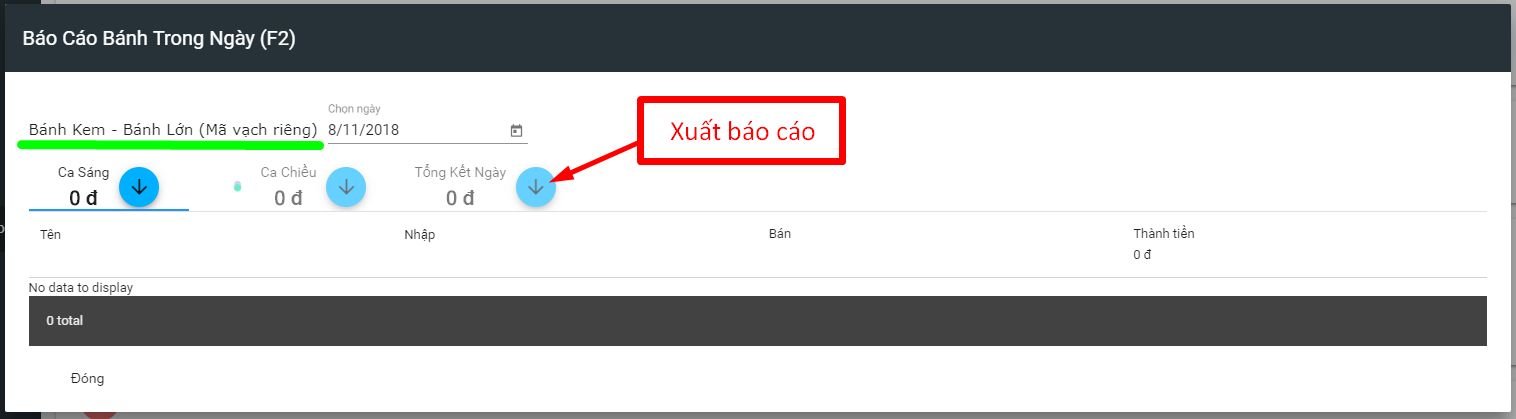 Báo Cáo Bánh Trong Ngày (F2)
Chọn ngày
Bánh Kem - Bánh Lớn (Mã vạch riêng) 8/11/2018
Xuất báo cáo
Ca Sáng Ca Chiều Tổng Kết Ngày
0 đ 0 đ 0 đ
Tên Nhập Bán Thành tiền
0 đ
No data to display
0 total
Đóng